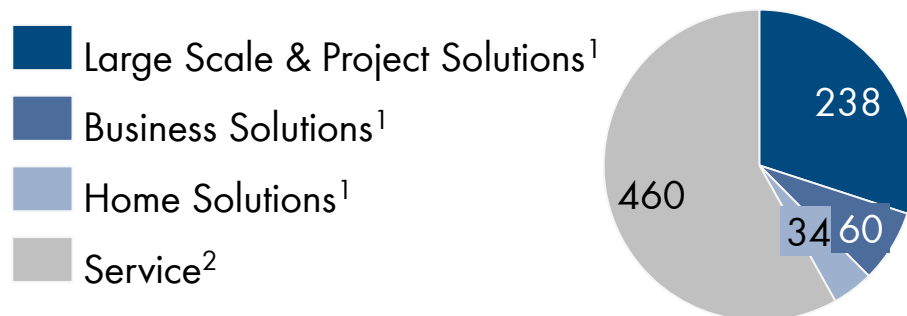 Large Scale & Project Solutions¹
Business Solutions¹
Home Solutions¹
Service²
238
460
34 60